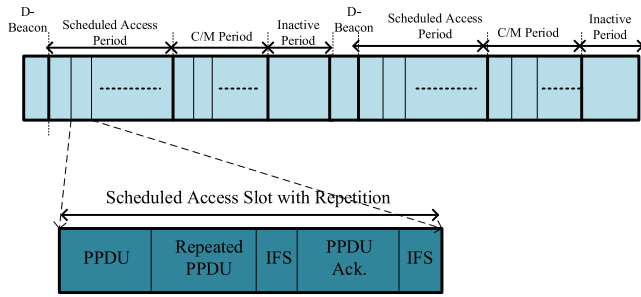 D-
Beacon
Scheduled Access
Period
C/M Period
Inactive
Period
D-
Beacon
Scheduled Access
Period
C/M Period
Inactive
Period
Scheduled Access Slot with Repetition
PPDU
Repeated
PPDU
IFS
PPDU
Ack.
IFS